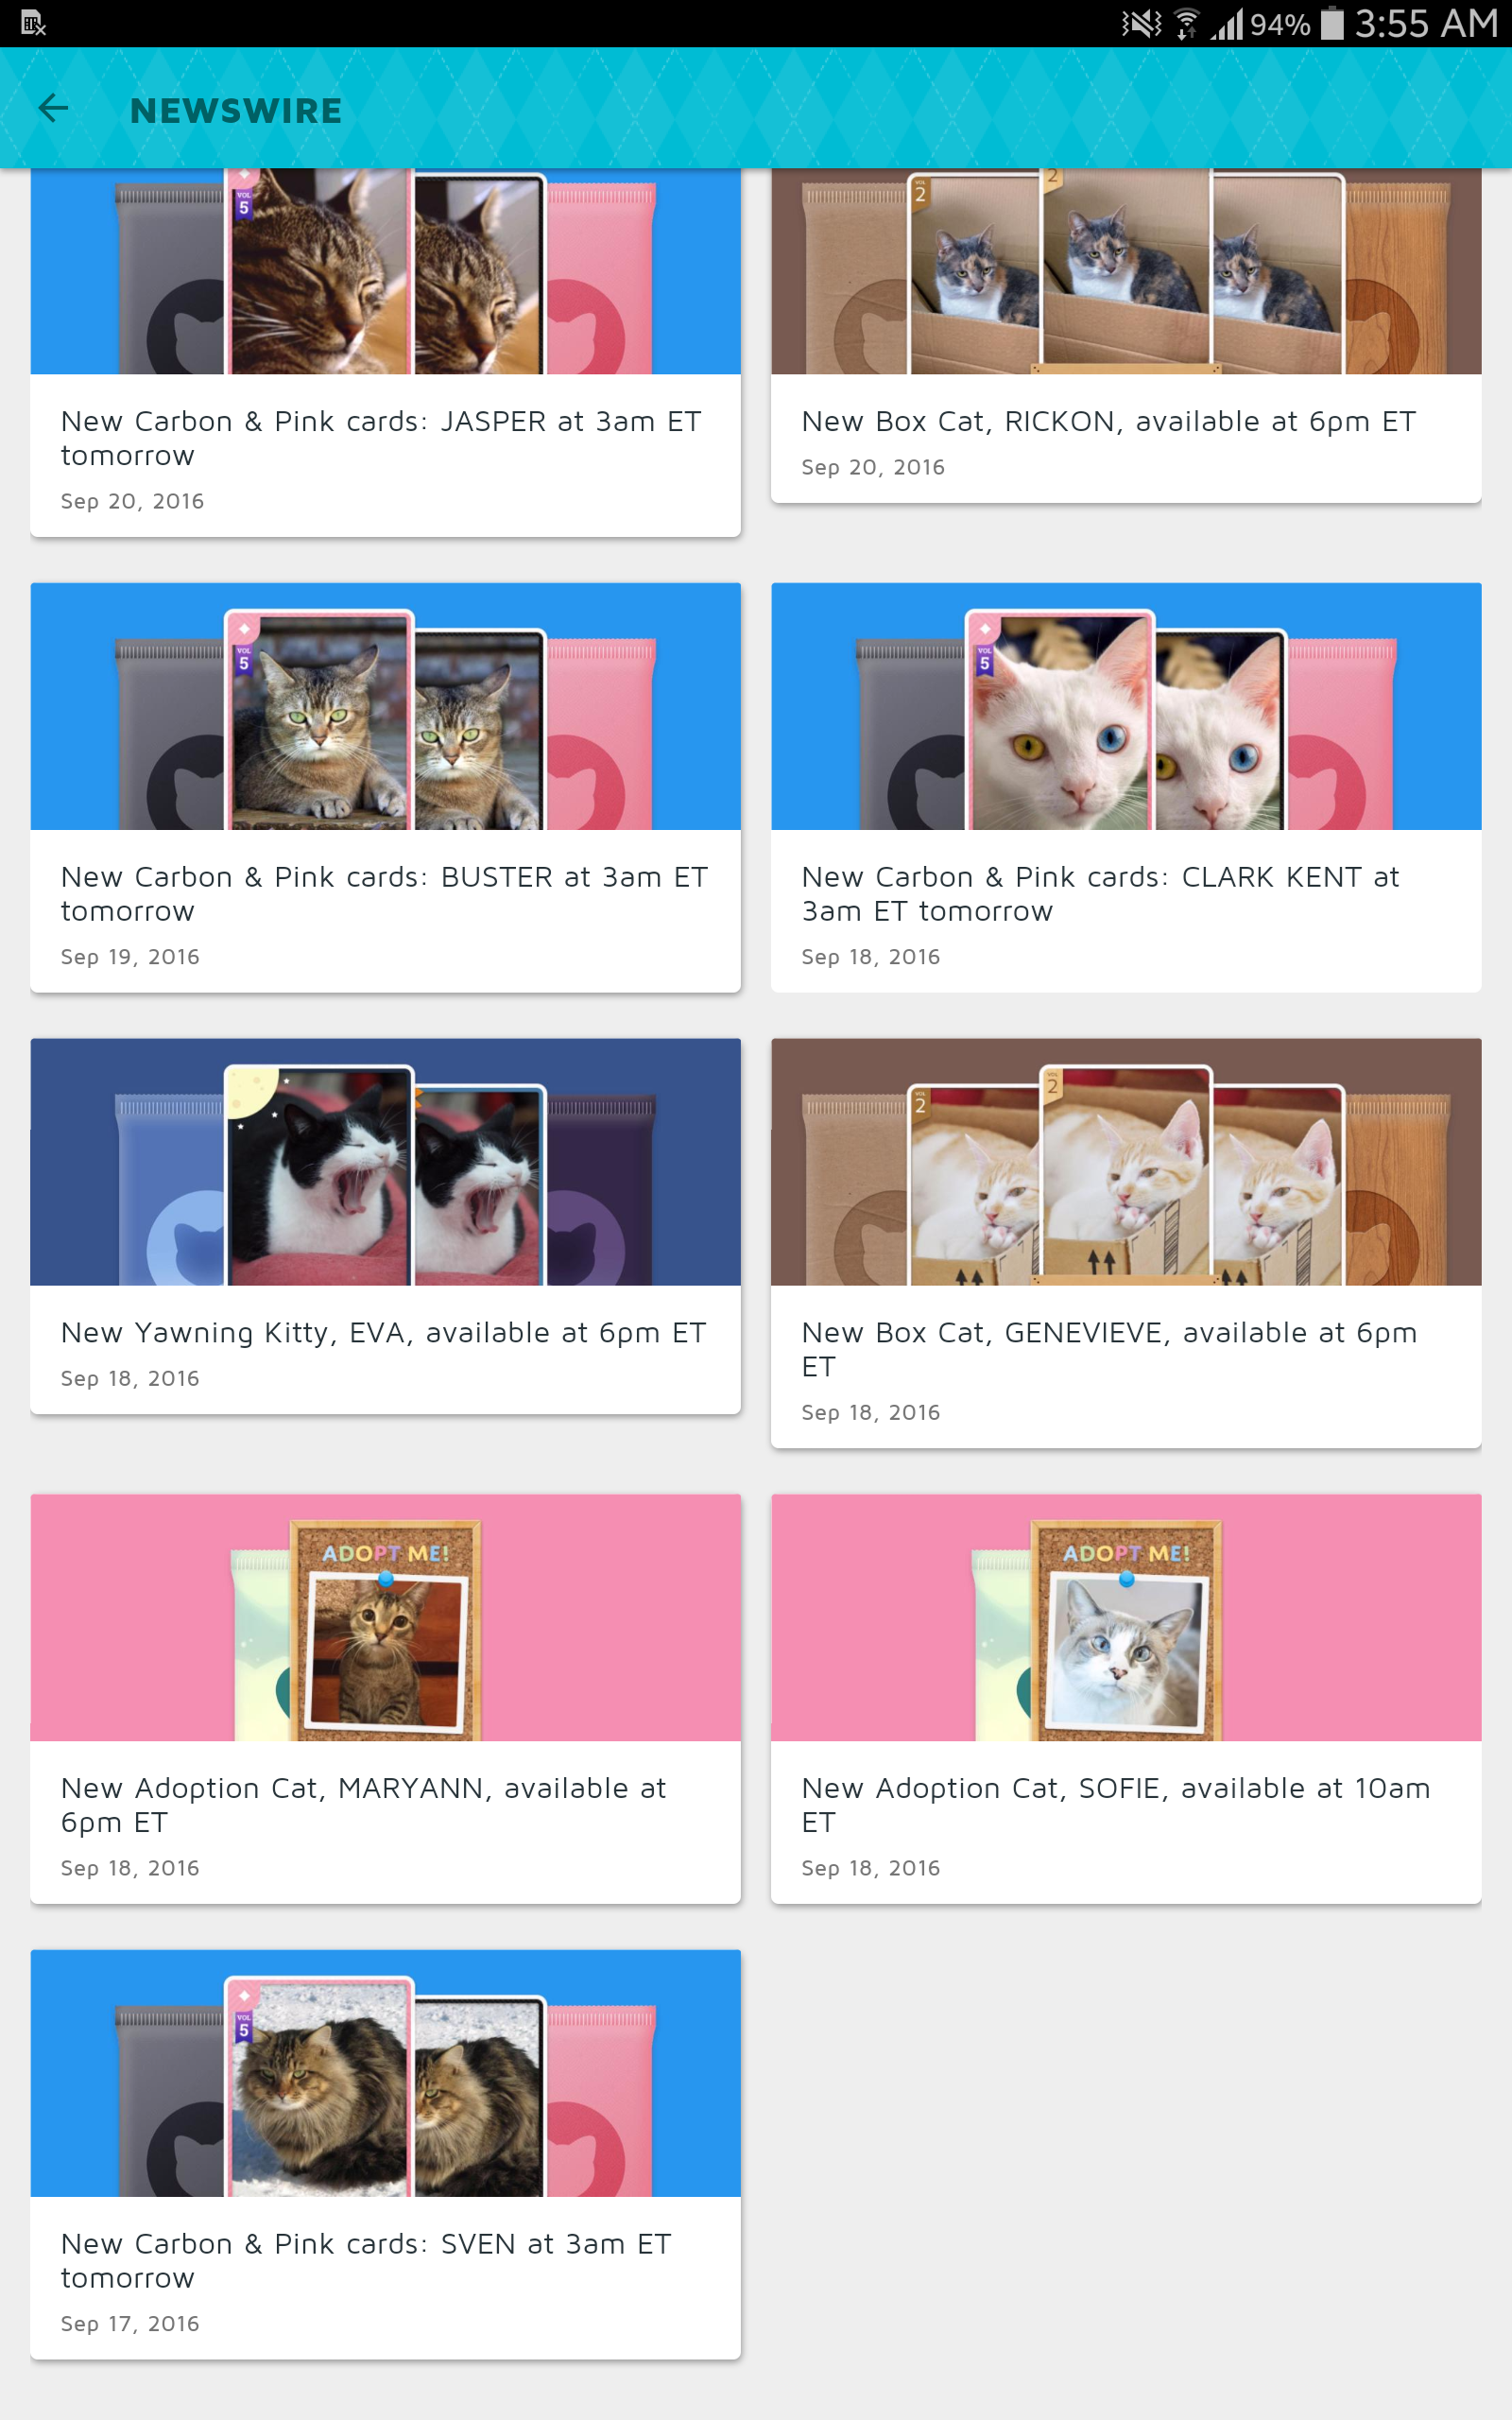 94% 3:55 AM
NEWSWIRE
VOL 5
New Carbon & Pink cards: JASPER at 3am ET
tomorrow
Sep 20, 2016
VOL 2
2
New Box Cat, RICKON, available at 6pm ET
Sep 20, 2016
VOL 5
New Carbon & Pink cards: BUSTER at 3am ET
tomorrow
Sep 19, 2016
VOL 5
New Carbon & Pink cards: CLARK KENT at
3am ET tomorrow
Sep 18, 2016
New Yawning Kitty, EVA, available at 6pm ET
Sep 18, 2016
VOL 2
VOL 2
New Box Cat, GENEVIEVE, available at 6pm
ET
Sep 18, 2016
ADOPT ME!
New Adoption Cat, MARYANN, available at
6pm ET
Sep 18, 2016
ADOPT ME!
New Adoption Cat, SOFIE, available at 10am
ET
Sep 18, 2016
VOL 5
New Carbon & Pink cards: SVEN at 3am ET
tomorrow
Sep 17, 2016